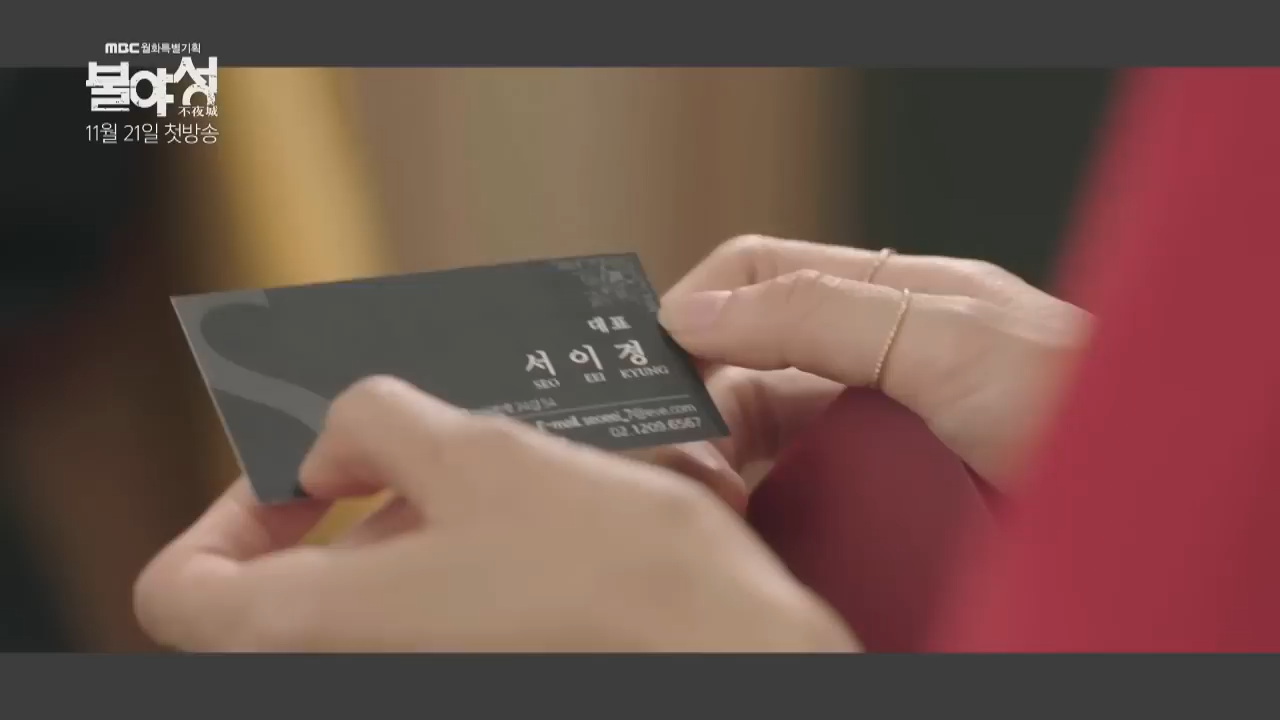 MBC 월화특별기획
불야성
不夜城
11월 21일 첫방송
대표
서 이 경
SEO EEI KYUNG
E-mail
02.1209.6567